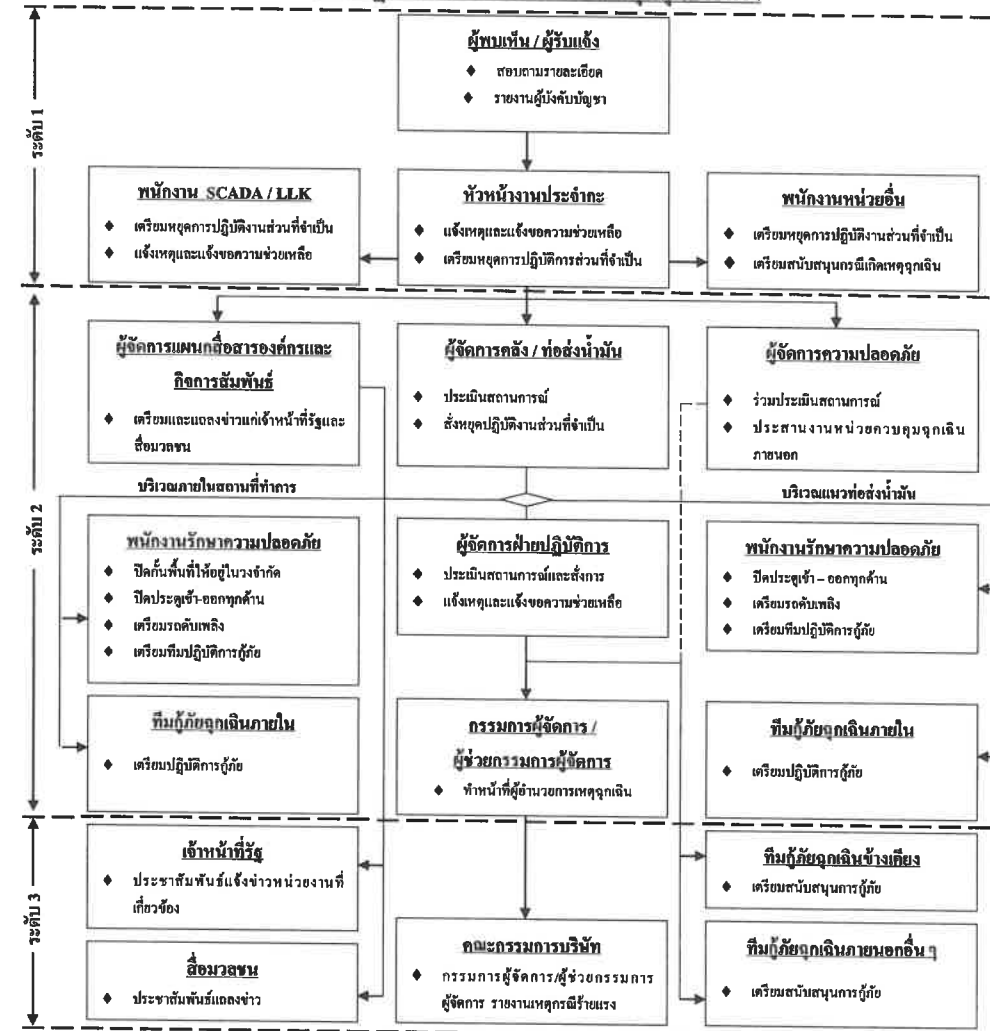 ระดับ 1
ผู้พบเห็น / ผู้รับแจ้ง
♦ สอบถามรายละเอียด
♦ รายงานผู้บังคับบัญชา
พนักงาน SCADA / LLK
♦ เตรียมหยุดการปฏิบัติงานส่วนที่จำเป็น
♦ แจ้งเหตุและแจ้งขอความช่วยเหลือ
หัวหน้างานประจำกะ
♦ แจ้งเหตุและแจ้งขอความช่วยเหลือ
♦ เตรียมหยุดการปฏิบัติการส่วนที่จำเป็น
พนักงานหน่วยอื่น
♦ เตรียมหยุดการปฏิบัติงานส่วนที่จำเป็น
♦ เตรียมสนับสนุนกรณีเกิดเหตุฉุกเฉิน
ระดับ 2
ผู้จัดการแผนกสื่อสารองค์กรและ
กิจการสัมพันธ์
♦ เตรียมและแถลงข่าวแก่เจ้าหน้าที่รัฐและ
สื่อมวลชน
ผู้จัดการคลัง / ท่อส่งน้ำมัน
♦ ประเมินสถานการณ์
♦ สั่งหยุดปฏิบัติงานส่วนที่จำเป็น
ผู้จัดการความปลอดภัย
♦ ร่วมประเมินสถานการณ์
♦ ประสานงานหน่วยควบคุมฉุกเฉิน
ภายนอก
บริเวณภายในสถานที่ทำการ
บริเวณแนวท่อส่งน้ำมัน
พนักงานรักษาความปลอดภัย
♦ ปิดกั้นพื้นที่ให้อยู่ในวงจำกัด
♦ ปิดประตูเข้า-ออกทุกด้าน
♦ เตรียมรถดับเพลิง
♦ เตรียมทีมปฏิบัติการกู้ภัย
ผู้จัดการฝ่ายปฏิบัติการ
♦ ประเมินสถานการณ์และสั่งการ
♦ แจ้งเหตุและแจ้งขอความช่วยเหลือ
พนักงานรักษาความปลอดภัย
♦ ปิดประตูเข้า – ออกทุกด้าน
♦ เตรียมรถดับเพลิง
♦ เตรียมทีมปฏิบัติการกู้ภัย
ทีมกู้ภัยฉุกเฉินภายใน
♦ เตรียมปฏิบัติการกู้ภัย
กรรมการผู้จัดการ /
ผู้ช่วยกรรมการผู้จัดการ
♦ ทำหน้าที่ผู้อำนวยการเหตุฉุกเฉิน
ทีมกู้ภัยฉุกเฉินภายใน
♦ เตรียมปฏิบัติการกู้ภัย
ระดับ 3
เจ้าหน้าที่รัฐ
♦ ประชาสัมพันธ์แจ้งข่าวหน่วยงานที่
เกี่ยวข้อง
ทีมกู้ภัยฉุกเฉินข้างเคียง
♦ เตรียมสนับสนุนการกู้ภัย
สื่อมวลชน
♦ ประชาสัมพันธ์แถลงข่าว
คณะกรรมการบริษัท
♦ กรรมการผู้จัดการ/ผู้ช่วยกรรมการ
ผู้จัดการ รายงานเหตุกรณีร้ายแรง
ทีมกู้ภัยฉุกเฉินภายนอกอื่น ๆ
♦ เตรียมสนับสนุนการกู้ภัย